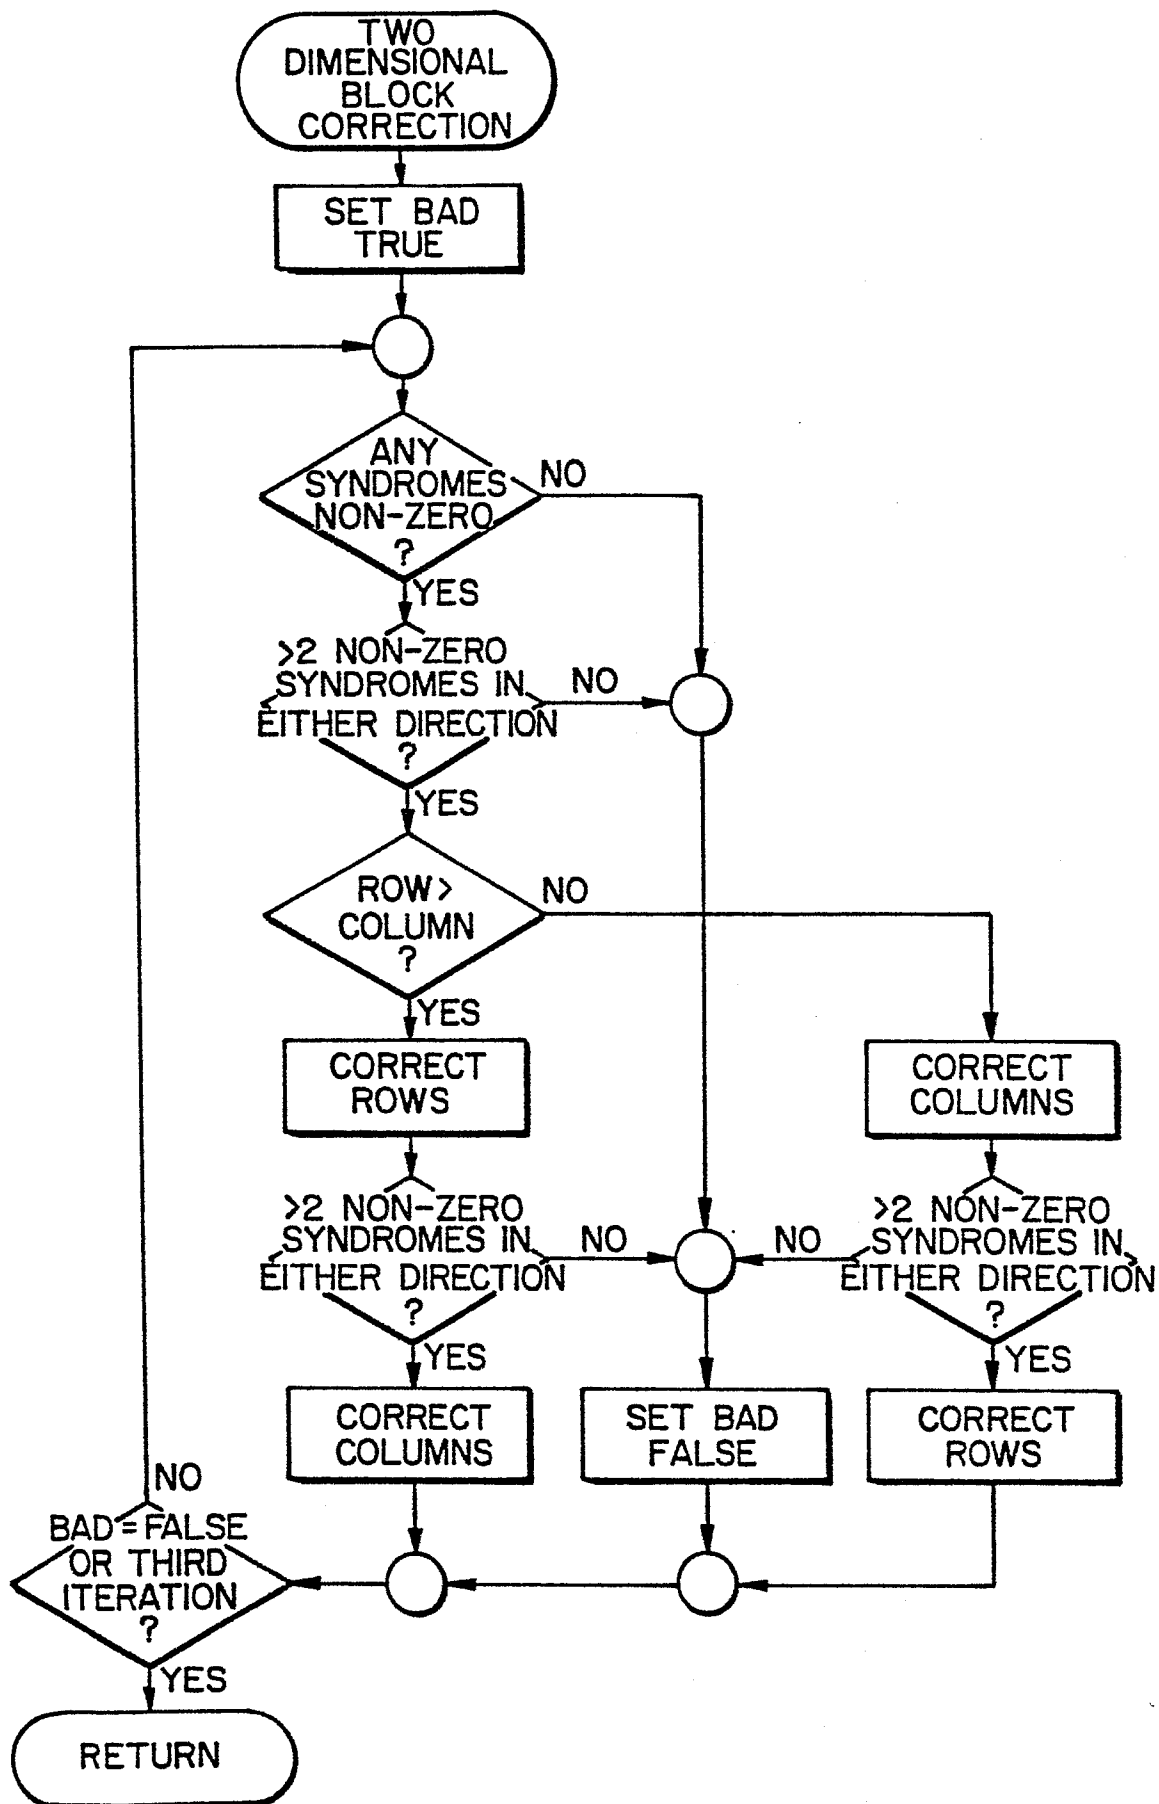 TWO
DIMENSIONAL
BLOCK
CORRECTION
SET BAD
TRUE
ANY
SYNDROMES
NON-ZERO
?
NO
YES
>2 NON-ZERO
SYNDROMES IN
EITHER DIRECTION
?
NO
YES
ROW>
COLUMN
?
NO
YES
CORRECT
ROWS
CORRECT
COLUMNS
>2 NON-ZERO
SYNDROMES IN
EITHER DIRECTION
?
NO
YES
NO
>2 NON-ZERO
SYNDROMES IN
EITHER DIRECTION
?
YES
CORRECT
COLUMNS
SET BAD
FALSE
CORRECT
ROWS
NO
BAD=FALSE
OR THIRD
ITERATION
?
YES
RETURN